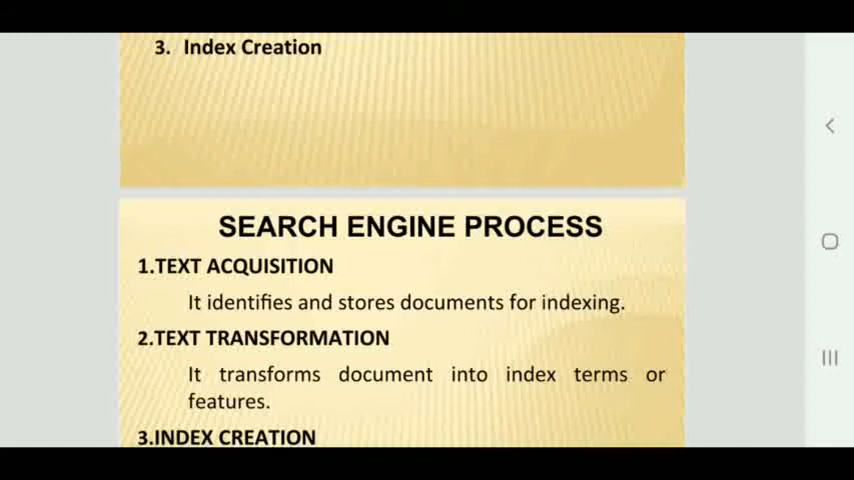 3. Index Creation
SEARCH ENGINE PROCESS
1.TEXT ACQUISITION
It identifies and stores documents for indexing.
2.TEXT TRANSFORMATION
It transforms document into index terms or
features.
3.INDEX CREATION